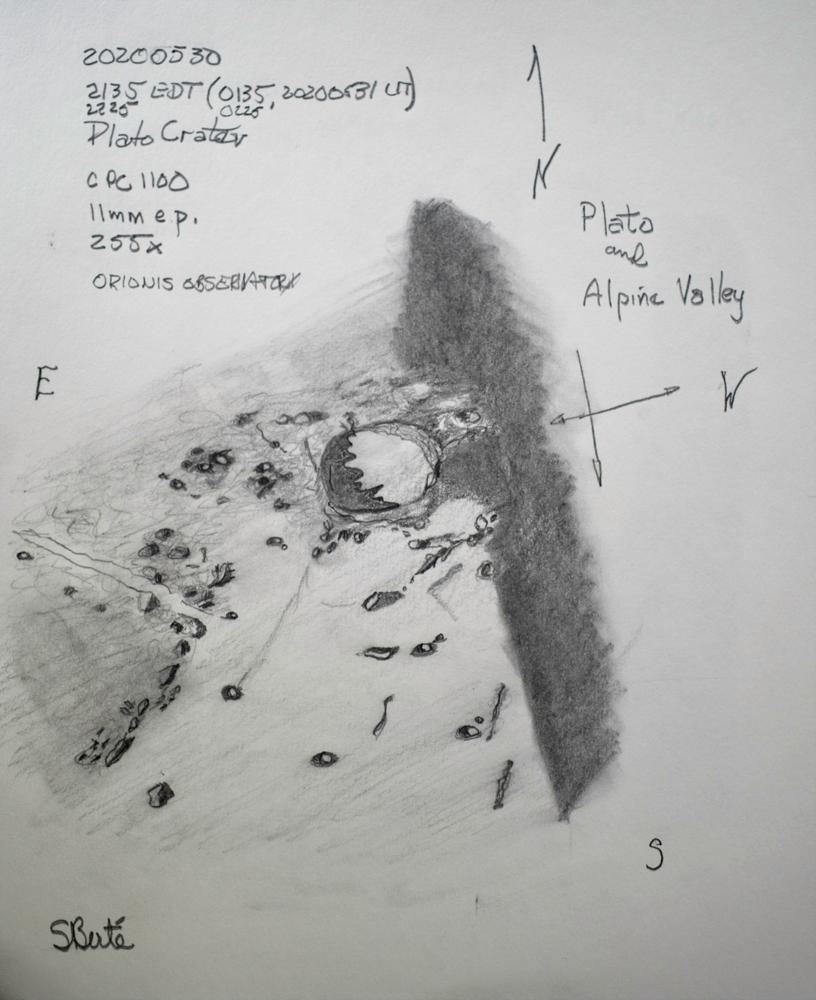 20200530
2135 EDT (0135, 20200531 UT)
2225 0225
Plato Crater
CPC 1100
11mm e.p.
255x
ORIONIS OBSERVATORY
N
Plato
and
Alpine Valley
E
W
S
SBerté